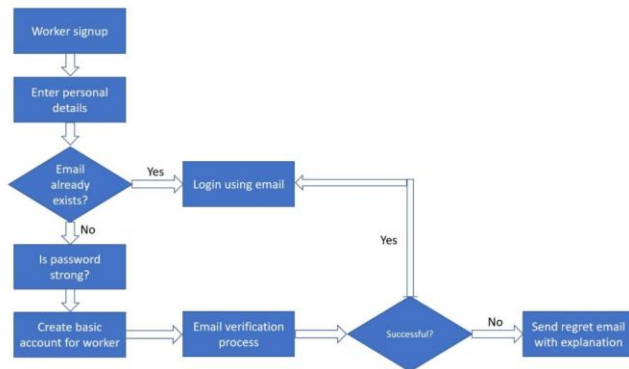 Worker signup
Enter personal
details
Email
already
exists?
Yes
Login using email
No
Yes
Is password
strong?
Create basic
account for worker
Email verification
process
Successful?
No
Send regret email
with explanation